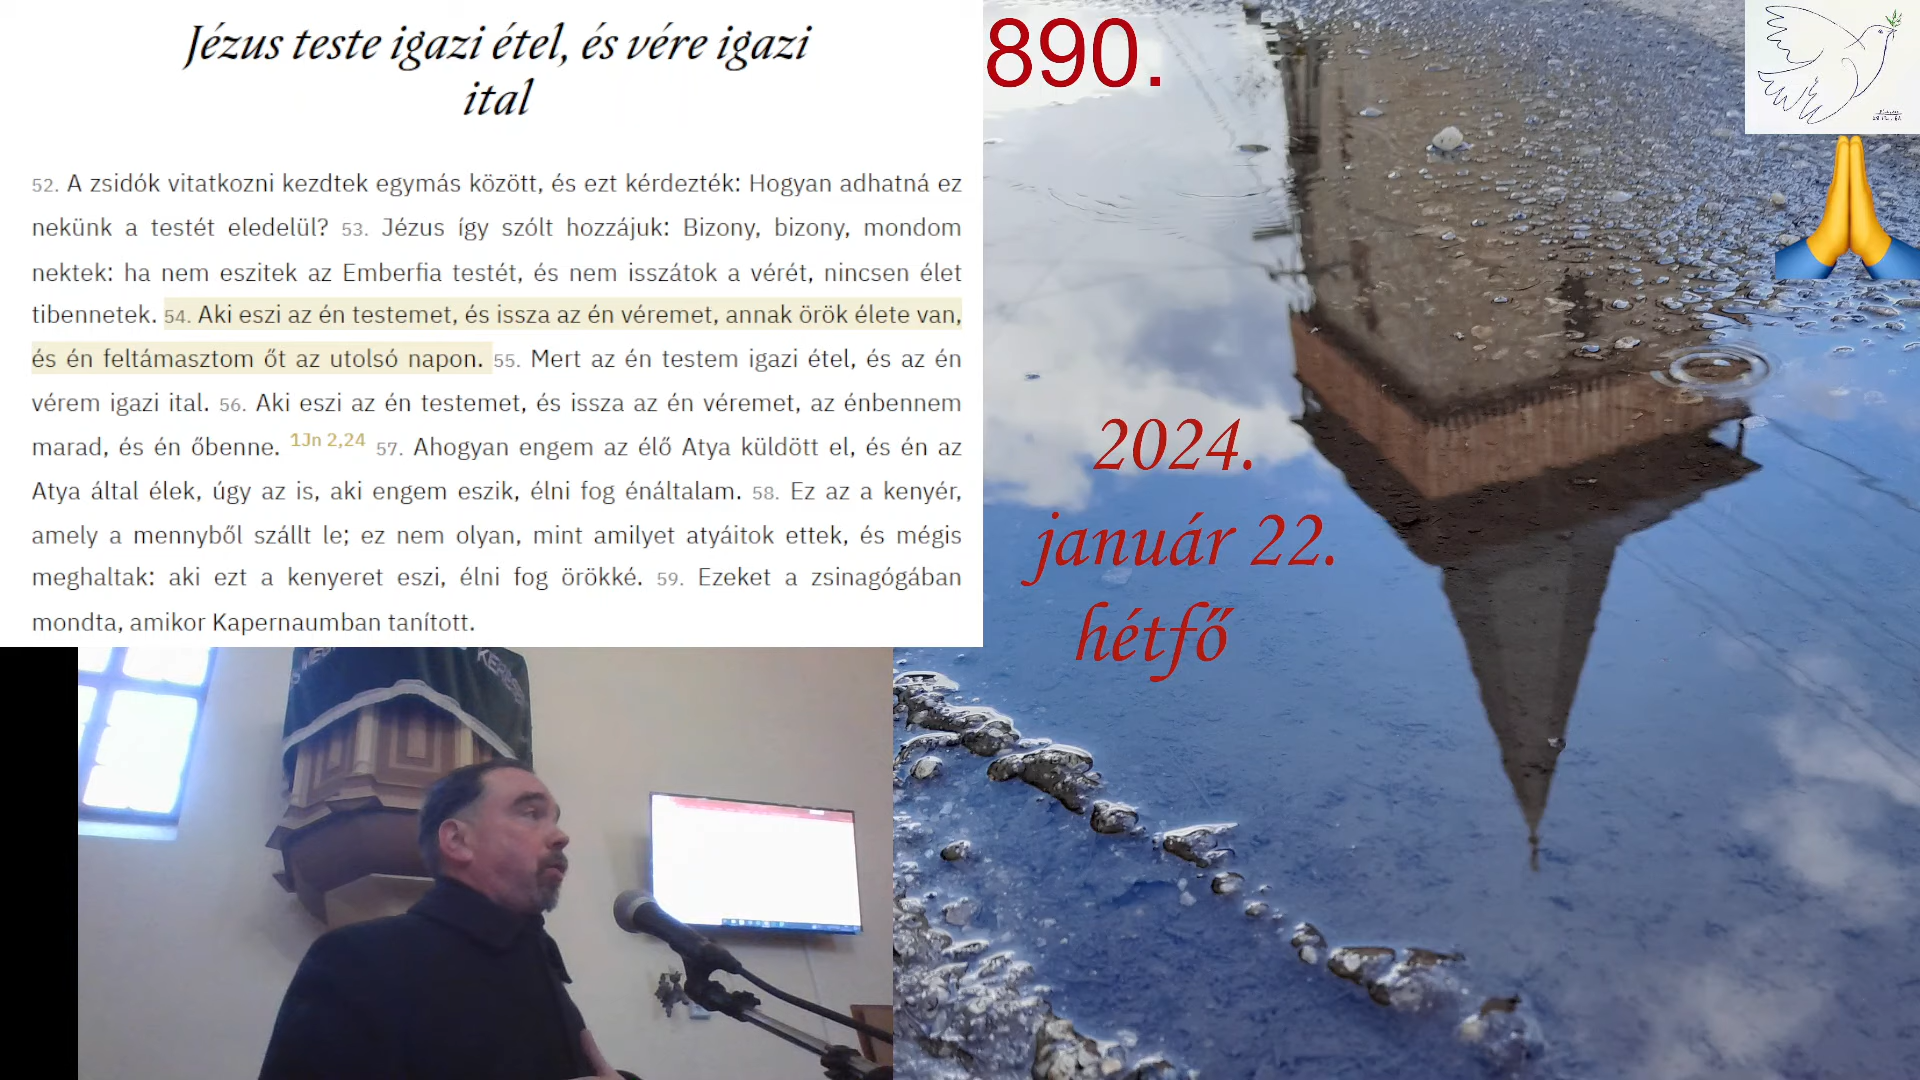 Jézus teste igazi étel, és vére igazi
ital
52. A zsidók vitatkozni kezdtek egymás között, és ezt kérdezték: Hogyan adhatná ez
nekünk a testét eledelül? 53. Jézus így szólt hozzájuk: Bizony, bizony, mondom
nektek: ha nem eszitek az Emberfia testét, és nem isszátok a vérét, nincsen élet
tibennetek. 54. Aki eszi az én testemet, és issza az én véremet, annak örök élete van,
és én feltámasztom őt az utolsó napon. 55. Mert az én testem igazi étel, és az én
vérem igazi ital. 56. Aki eszi az én testemet, és issza az én véremet, az énbennem
marad, és én őbenne. 1Jn 2,24 57. Ahogyan engem az élő Atya küldött el, és én az
Atya által élek, úgy az is, aki engem eszik, élni fog énáltalam. 58. Ez az a kenyér,
amely a mennyből szállt le; ez nem olyan, mint amilyet atyáitok ettek, és mégis
meghaltak: aki ezt a kenyeret eszi, élni fog örökké. 59. Ezeket a zsinagógában
mondta, amikor Kapernaumban tanított.
890.
2024.
január 22.
hétfő